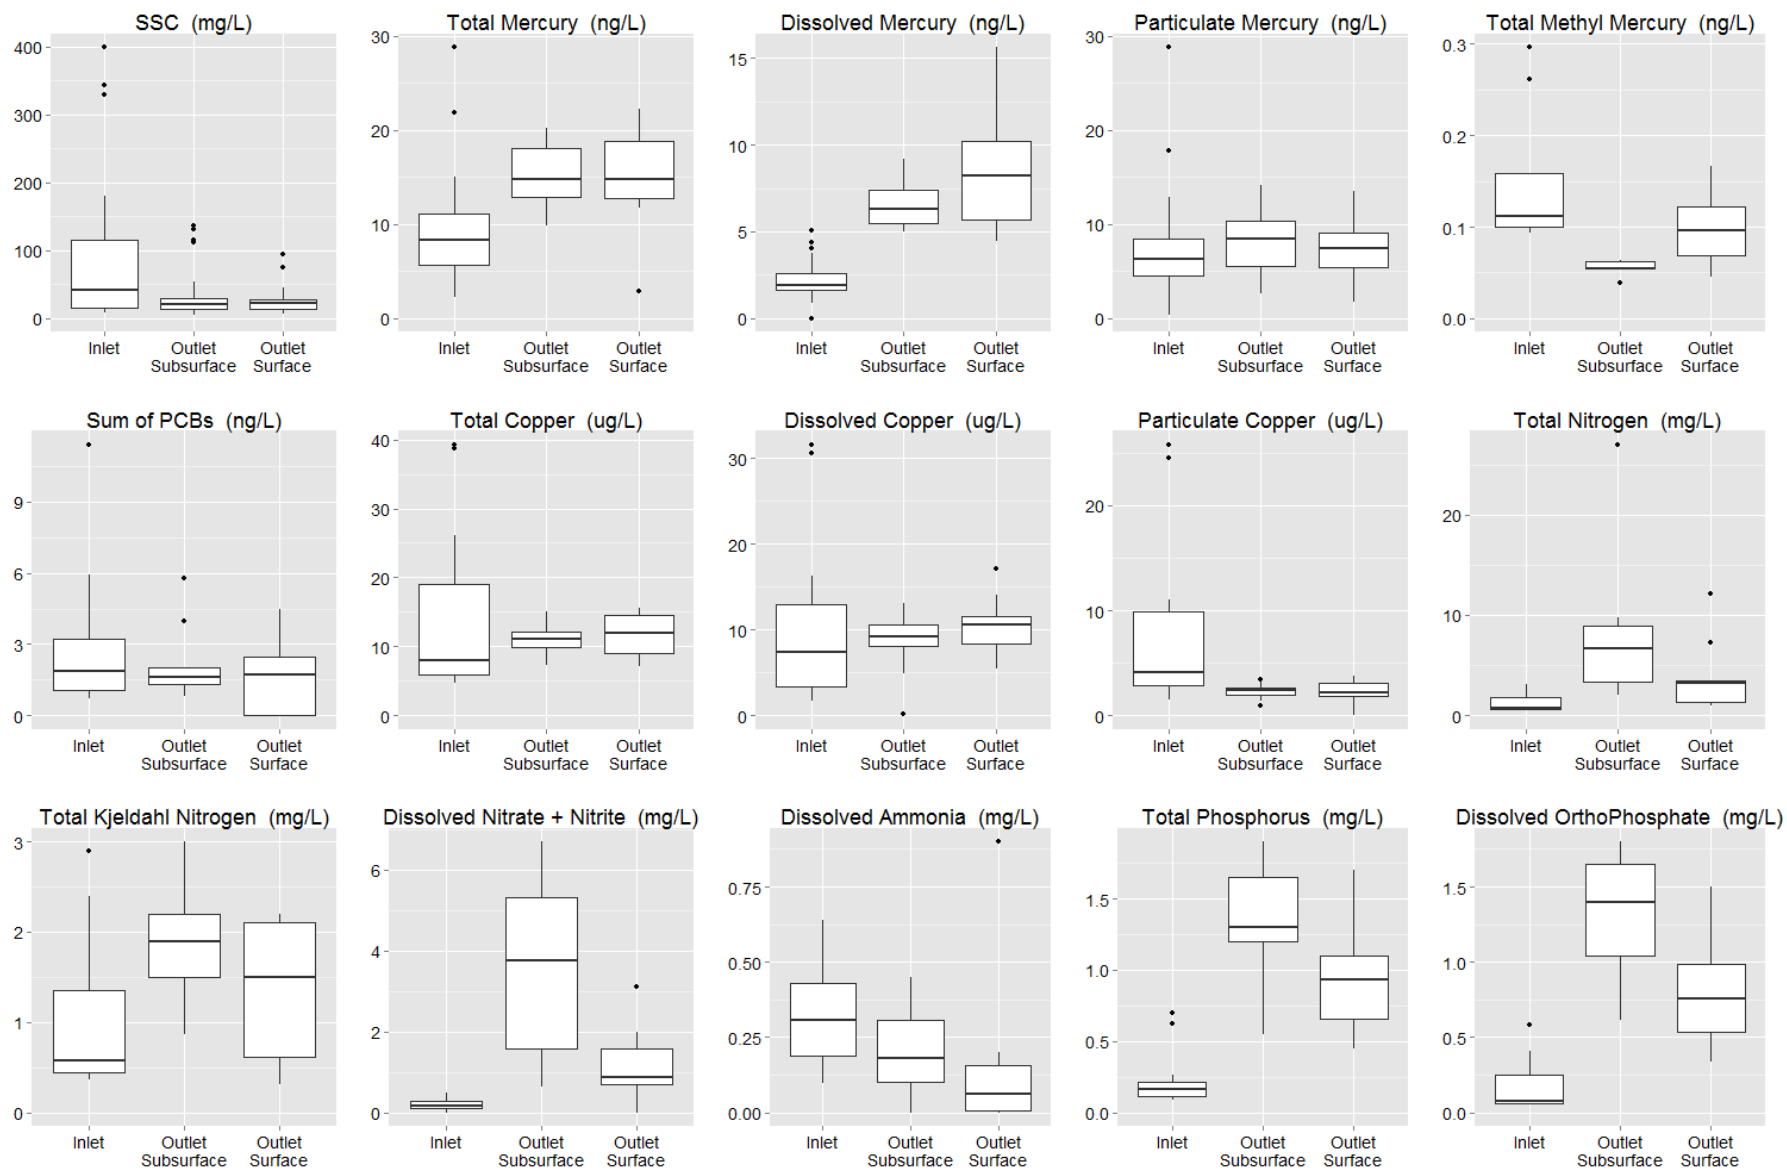 SSC (mg/L)
400
300
200
100
0
Inlet
Outlet
Subsurface
Outlet
Surface
Total Mercury (ng/L)
30
20
10
0
Inlet
Outlet
Subsurface
Outlet
Surface
Dissolved Mercury (ng/L)
15
10
5
0
Inlet
Outlet
Subsurface
Outlet
Surface
Particulate Mercury (ng/L)
30
20
10
0
Inlet
Outlet
Subsurface
Outlet
Surface
Total Methyl Mercury (ng/L)
0.3
0.2
0.1
0.0
Inlet
Outlet
Subsurface
Outlet
Surface
Sum of PCBs (ng/L)
9
6
3
0
Inlet
Outlet
Subsurface
Outlet
Surface
Total Copper (ug/L)
40
30
20
10
0
Inlet
Outlet
Subsurface
Outlet
Surface
Dissolved Copper (ug/L)
30
20
10
0
Inlet
Outlet
Subsurface
Outlet
Surface
Particulate Copper (ug/L)
20
10
0
Inlet
Outlet
Subsurface
Outlet
Surface
Total Nitrogen (mg/L)
20
10
0
Inlet
Outlet
Subsurface
Outlet
Surface
Total Kjeldahl Nitrogen (mg/L)
3
2
1
0
Inlet
Outlet
Subsurface
Outlet
Surface
Dissolved Nitrate + Nitrite (mg/L)
6
4
2
0
Inlet
Outlet
Subsurface
Outlet
Surface
Dissolved Ammonia (mg/L)
0.75
0.50
0.25
0.00
Inlet
Outlet
Subsurface
Outlet
Surface
Total Phosphorus (mg/L)
1.5
1.0
0.5
0.0
Inlet
Outlet
Subsurface
Outlet
Surface
Dissolved OrthoPhosphate (mg/L)
1.5
1.0
0.5
0.0
Inlet
Outlet
Subsurface
Outlet
Surface